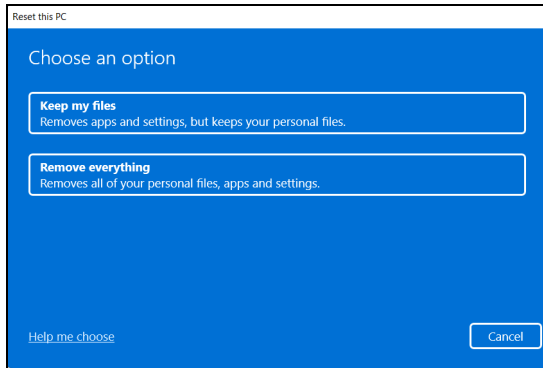 Reset this PC
Choose an option
Keep my files
Removes apps and settings, but keeps your personal files.
Remove everything
Removes all of your personal files, apps and settings.
Help me choose
Cancel